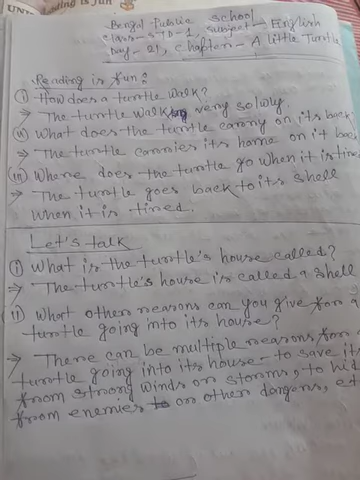 Bengal Public school
class-STD-1, subject- English
Day-21, chapter- A little Turtle
Reading is fun:
(i) How does a turtle walk?
→ The turtle walks very solwly.
(ii) What does the turtle carry on its back?
→ The turtle carries its home on it back
(iii) Where does the turtle go when it is tired
→ The turtle goes back to its shell
when it is tired.
Let's talk
(i) What is the turtle's house called?
→ The turtle's house is called a shell
(ii) What other reasons can you give for a
turtle going into its house?
→ There can be multiple reasons for a
turtle going into its house- to save its
from strong winds or storms, to hid
from enemies or other dangers, et